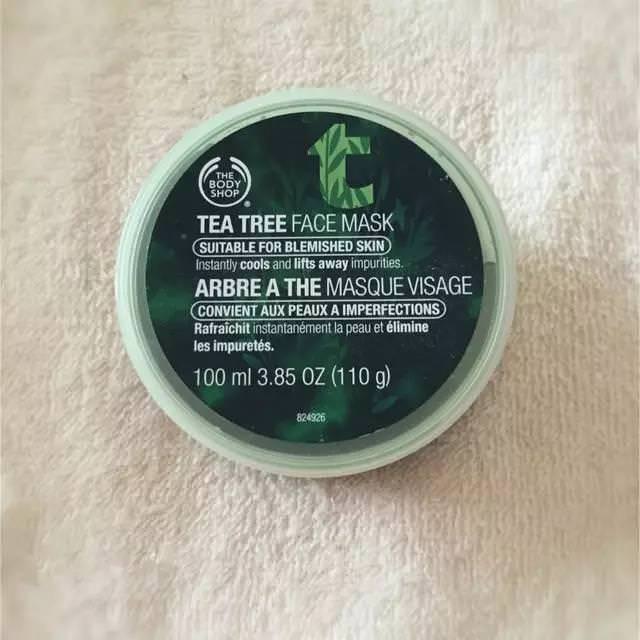 THE
BODY
SHOP®
t
TEA TREE FACE MASK
SUITABLE FOR BLEMISHED SKIN
Instantly cools and lifts away impurities.
ARBRE A THE MASQUE VISAGE
CONVIENT AUX PEAUX A IMPERFECTIONS
Rafraîchit instantanément la peau et élimine
les impuretés.
100 ml 3.85 OZ (110 g)
824926